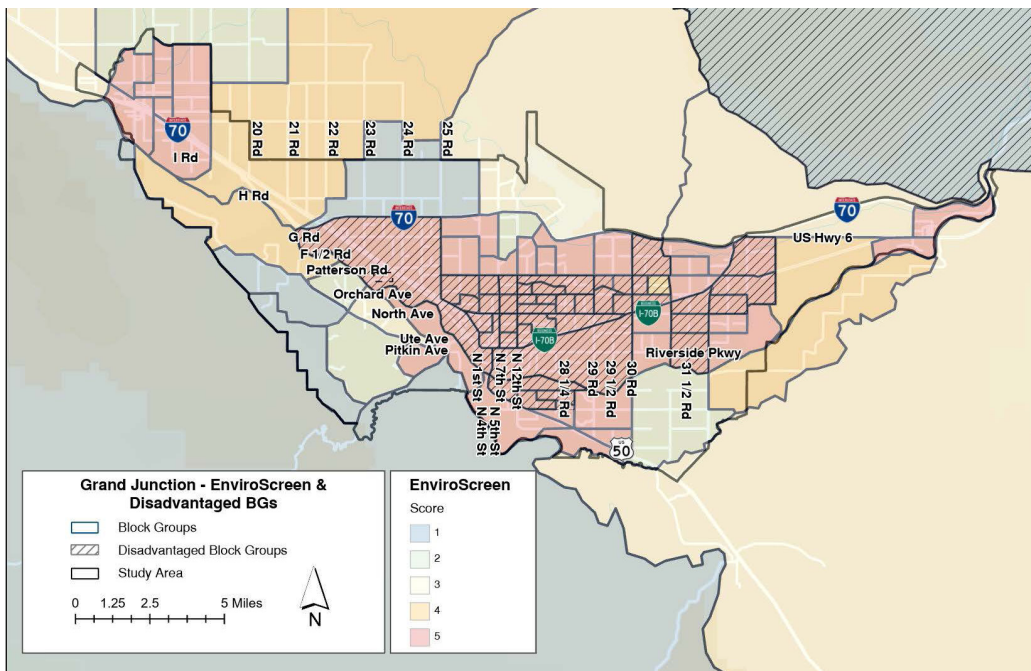 70
I Rd
20 Rd
21 Rd
22 Rd
23 Rd
24 Rd
25 Rd
H Rd
70
70
US Hwy 6
G Rd
F 1/2 Rd
Patterson Rd
Orchard Ave
North Ave
Ute Ave
Pitkin Ave
I-70B
I-70B
Riverside Pkwy
N 1st St
N 4th St
N 5th St
N 7th St
N 12th St
28 1/4 Rd
29 Rd
29 1/2 Rd
30 Rd
31 1/2 Rd
US
50
Grand Junction - EnviroScreen &
Disadvantaged BGs
Block Groups
Disadvantaged Block Groups
Study Area
0 1.25 2.5 5 Miles
N
EnviroScreen
Score
1
2
3
4
5